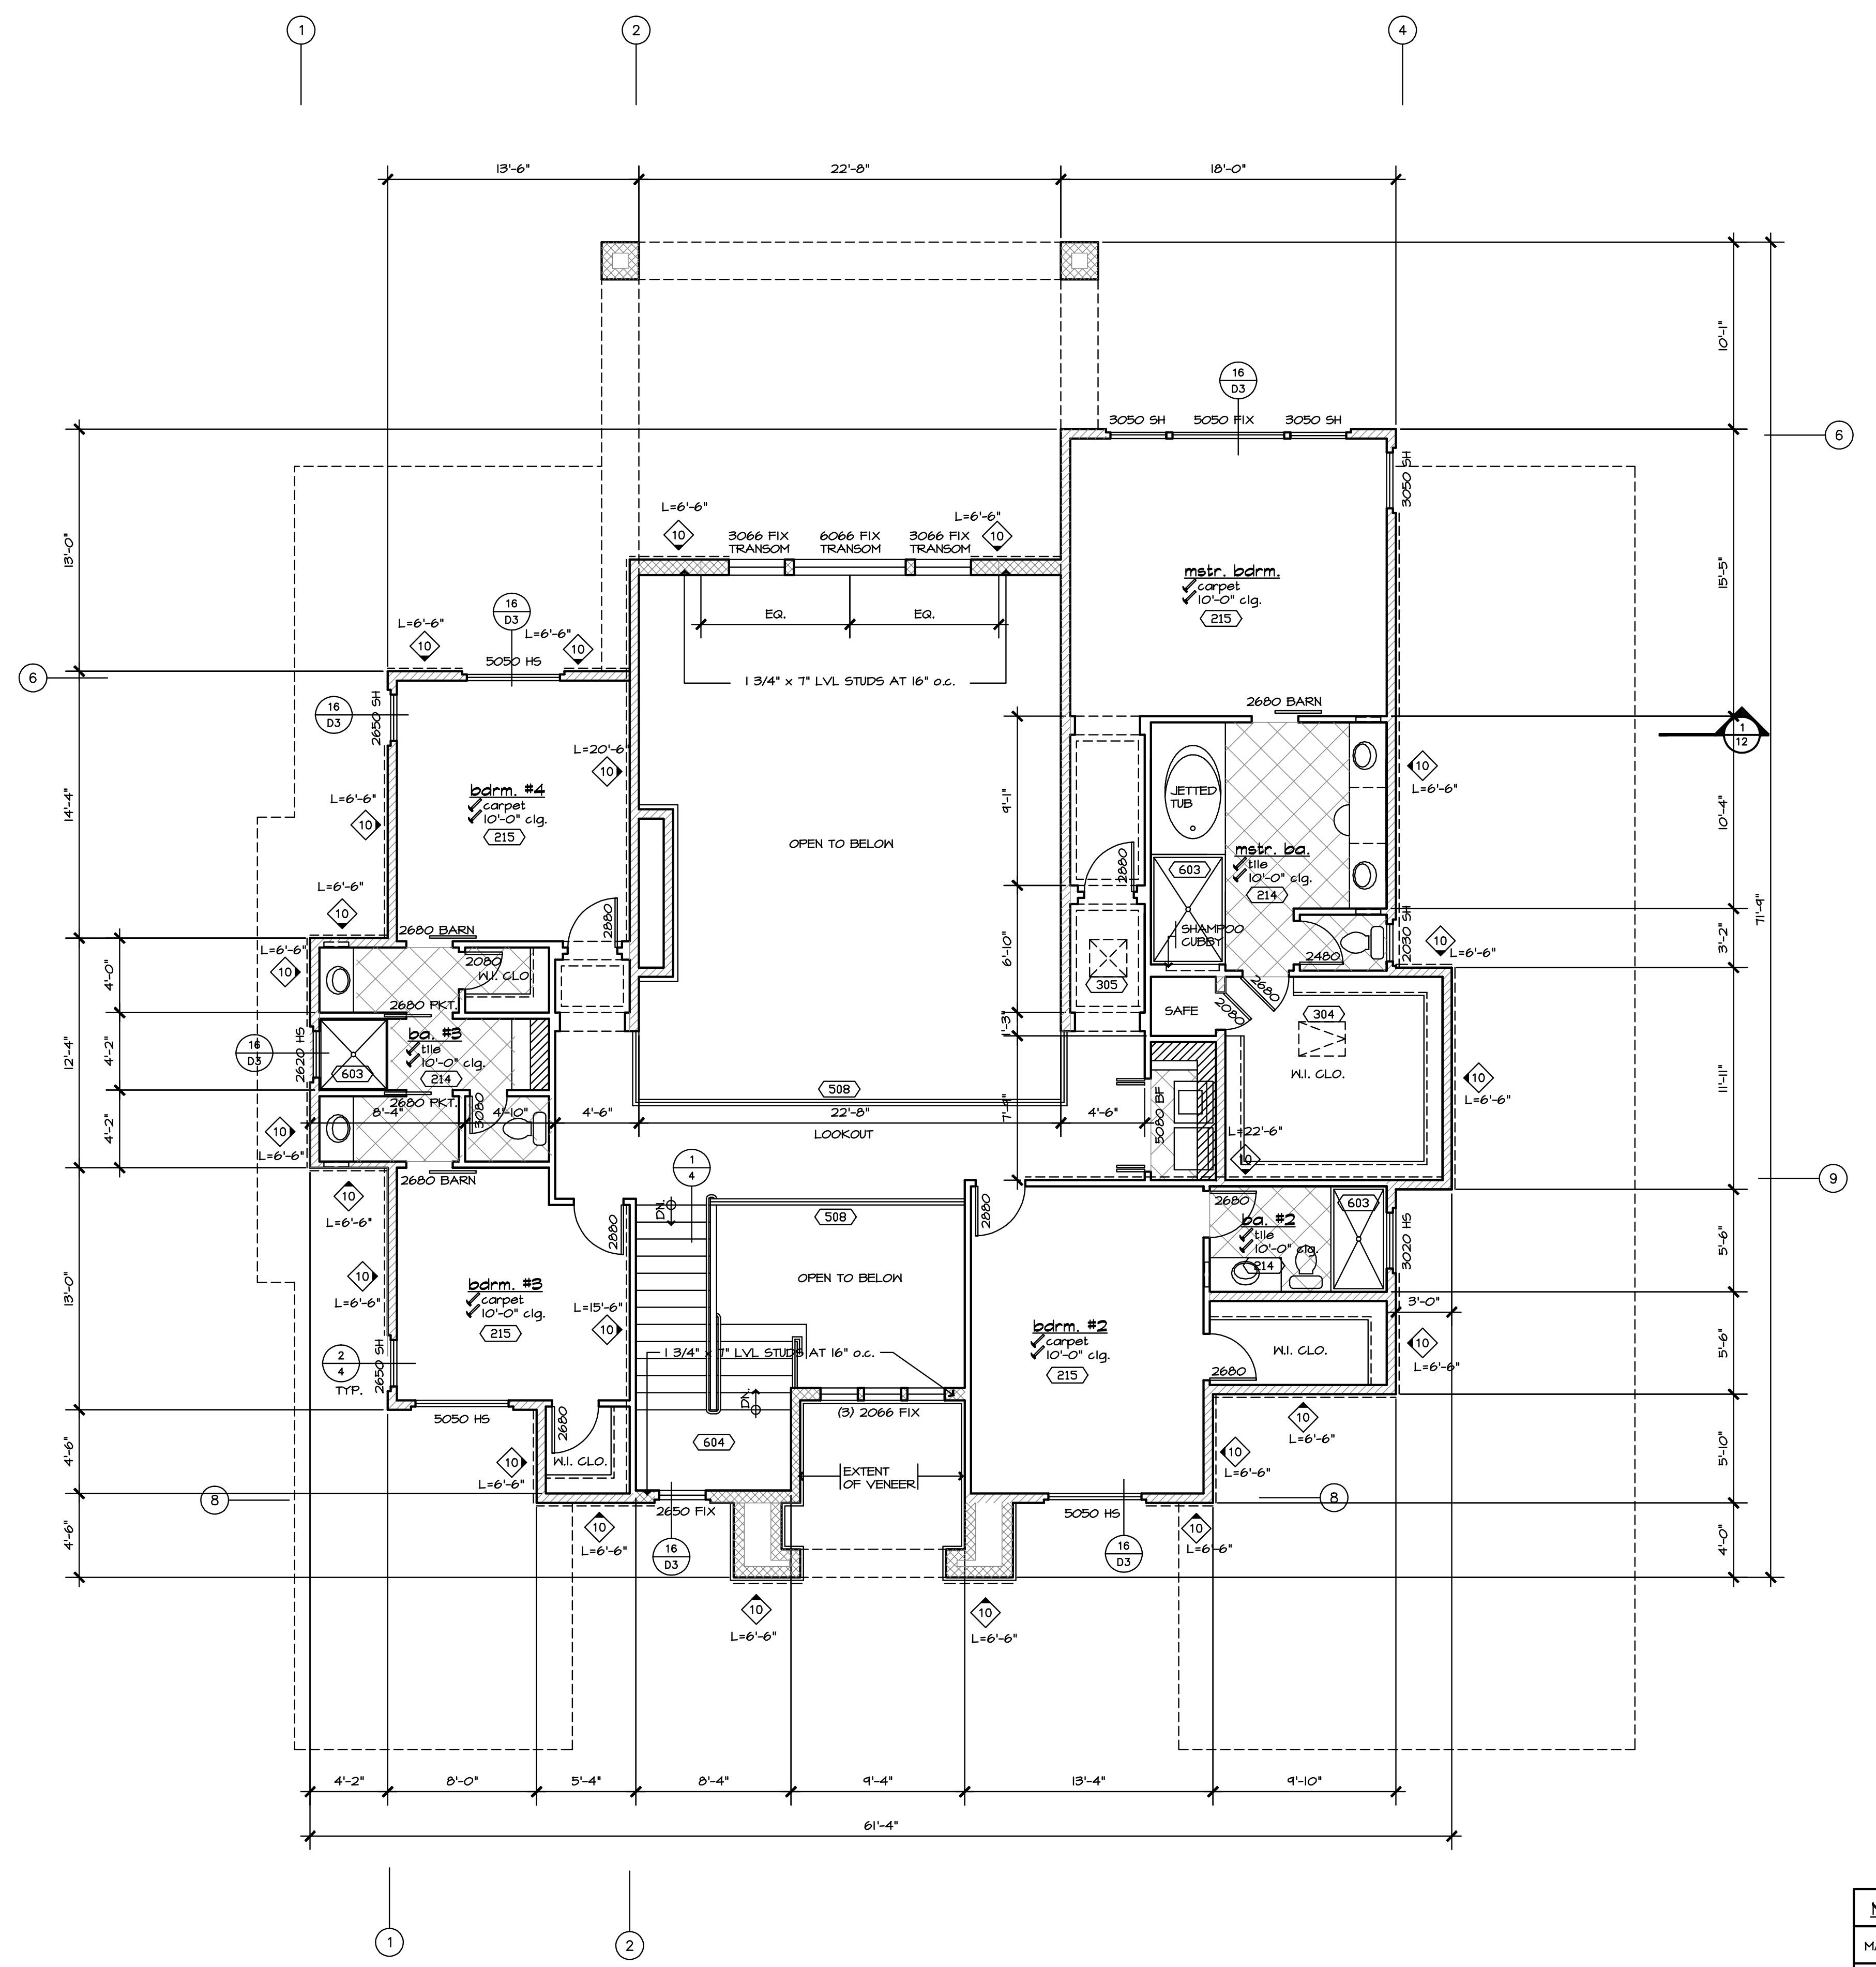 1
2
4
13'-6"
22'-8"
18'-0"
10'-1"
16
D3
3050 SH
5050 FIX
3050 SH
6
3050 SH
L=6'-6"
10
3066 FIX
TRANSOM
6066 FIX
TRANSOM
3066 FIX
TRANSOM
L=6'-6"
10
13'-0"
15'-5"
mstr. bdrm.
carpet
10'-0" clg.
215
16
D3
L=6'-6"
10
L=6'-6"
10
5050 HS
EQ.
EQ.
6
1 3/4" x 7" LVL STUDS AT 16" o.c.
16
D3
2650 SH
2680 BARN
1
12
L=20'-6"
10
10
L=6'-6"
bdrm. #4
carpet
10'-0" clg.
215
14'-4"
L=6'-6"
10
9'-1"
JETTED
TUB
10'-4"
OPEN TO BELOW
2880
mstr. ba.
tile
10'-0" clg.
214
603
71'-9"
L=6'-6"
10
2680 BARN
2880
2030 SH
SHAMPOO
CUBBY
2480
10
L=6'-6"
3'-2"
L=6'-6"
10
4'-0"
2080
W.I. CLO.
6'-10"
305
2680
2680 PKT.
SAFE
2080
304
1'-3"
ba. #3
tile
10'-0" clg.
214
16
D3
2620 HS
603
12'-4"
4'-2"
W.I. CLO.
10
L=6'-6"
11'-11"
508
2680 PKT.
8'-4"
3080
4'-10"
4'-6"
22'-8"
LOOKOUT
7'-9"
4'-6"
5080 BF
L=22'-6"
10
4'-2"
10
L=6'-6"
2680 BARN
1
4
9
10
L=6'-6"
DN.
508
2880
2880
2680
603
ba. #2
tile
10'-0" clg.
214
3020 HS
5'-6"
10
L=6'-6"
bdrm. #3
carpet
10'-0" clg.
215
L=15'-6"
10
OPEN TO BELOW
13'-0"
3'-0"
bdrm. #2
carpet
10'-0" clg.
215
1 3/4" x 7" LVL STUDS AT 16" o.c.
W.I. CLO.
2680
10
L=6'-6"
5'-6"
2
4
TYP.
2650 SH
DN.
5050 HS
2680
(3) 2066 FIX
10
L=6'-6"
4'-6"
604
10
L=6'-6"
W.I. CLO.
EXTENT
OF VENEER
10
L=6'-6"
5'-10"
8
8
2650 FIX
5050 HS
10
L=6'-6"
16
D3
16
D3
10
L=6'-6"
4'-6"
4'-0"
10
L=6'-6"
10
L=6'-6"
4'-2"
8'-0"
5'-4"
8'-4"
9'-4"
13'-4"
9'-10"
61'-4"
1
2